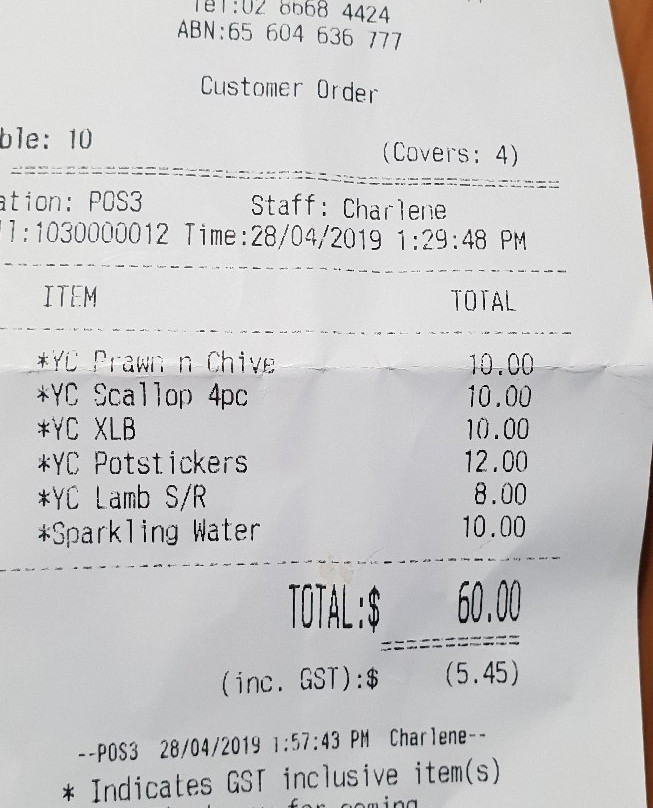 Tel:02 8668 4424
ABN:65 604 636 777
Customer Order
ble: 10 (Covers: 4)
ation: POS3 Staff: Charlene
11:1030000012 Time:28/04/2019 1:29:48 PM
ITEM TOTAL
*YC Prawn n Chive 10.00
*YC Scallop 4pc 10.00
*YC XLB 10.00
*YC Potstickers 12.00
*YC Lamb S/R 8.00
*Sparkling Water 10.00
TOTAL:$ 60.00
(inc. GST):$ (5.45)
--POS3 28/04/2019 1:57:43 PM Charlene--
* Indicates GST inclusive item(s)
for coming